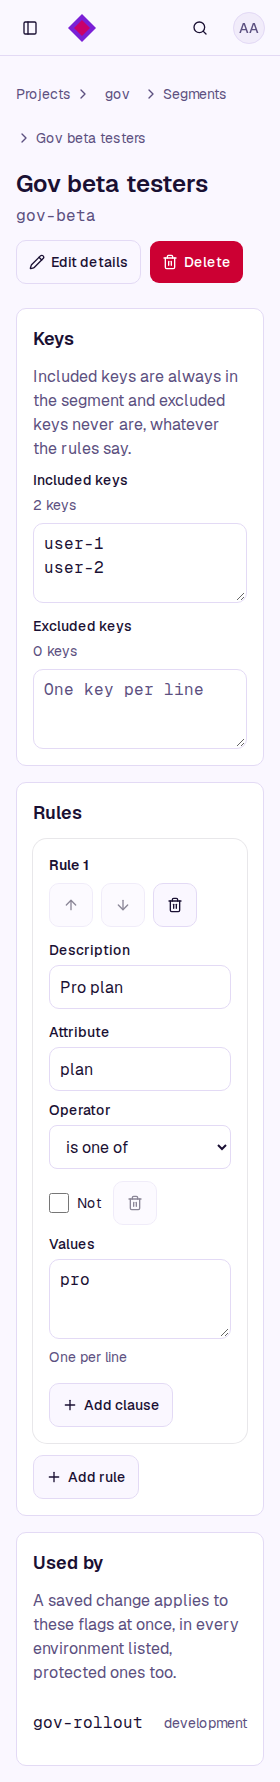 AA
Projects > gov > Segments
> Gov beta testers
Gov beta testers
gov-beta
Edit details Delete
Keys
Included keys are always in
the segment and excluded
keys never are, whatever
the rules say.
Included keys
2 keys
user-1
user-2
Excluded keys
0 keys
One key per line
Rules
Rule 1
Description
Pro plan
Attribute
plan
Operator
is one of
Not
Values
pro
One per line
+ Add clause
+ Add rule
Used by
A saved change applies to
these flags at once, in every
environment listed,
protected ones too.
gov-rollout development